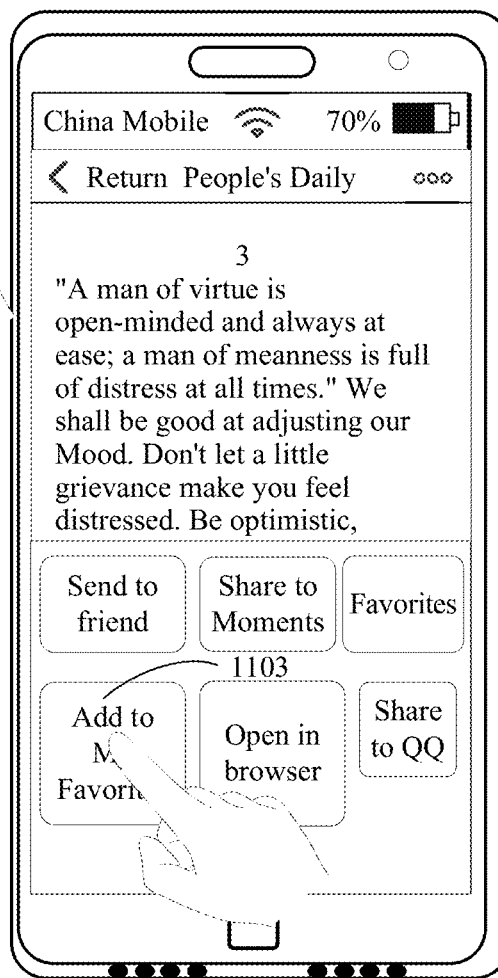 China Mobile 70%
Return People's Daily
3
"A man of virtue is
open-minded and always at
ease; a man of meanness is full
of distress at all times." We
shall be good at adjusting our
Mood. Don't let a little
grievance make you feel
distressed. Be optimistic,
Send to
friend
Share to
Moments
Favorites
1103
Add to
Open in
browser
Share
to QQ